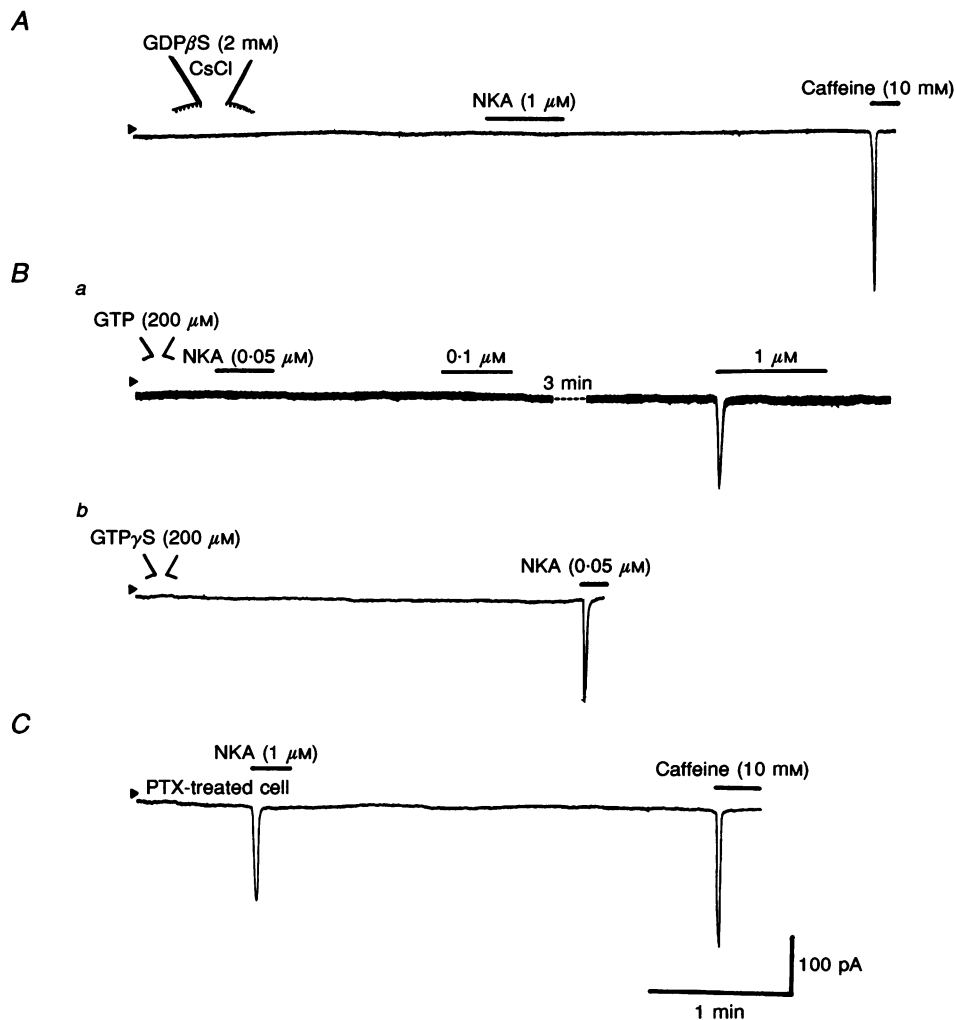 A
GDPβS (2 mM)
CsCl
NKA (1 μM)
Caffeine (10 mM)
B
a
GTP (200 μM)
NKA (0·05 μM)
0·1 μM
3 min
1 μM
b
GTPγS (200 μM)
NKA (0·05 μM)
C
NKA (1 μM)
PTX-treated cell
Caffeine (10 mM)
100 pA
1 min